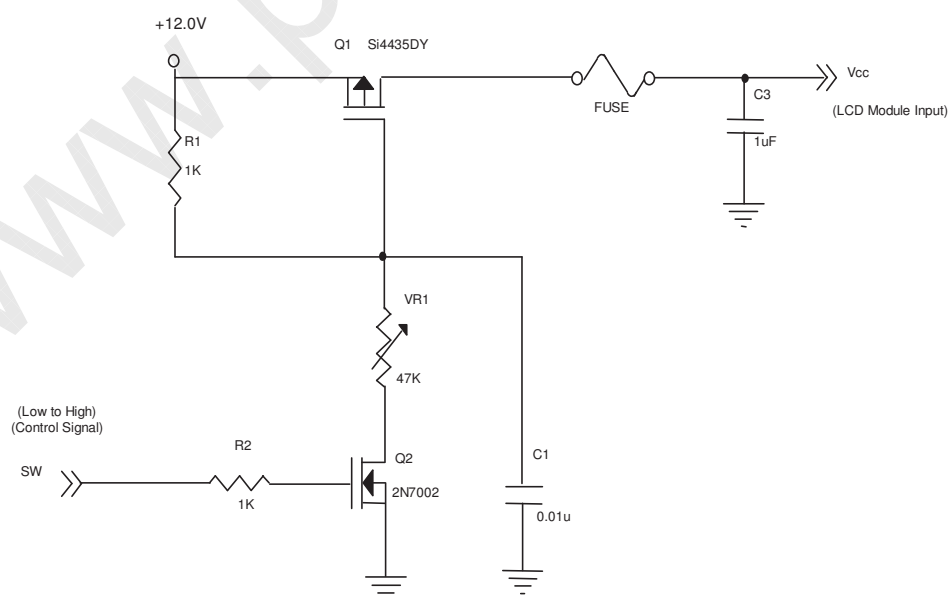 +12.0V
Q1 Si4435DY
Vcc
C3
FUSE
(LCD Module Input)
R1
1uF
1K
VR1
47K
(Low to High)
(Control Signal)
R2
Q2
C1
SW
2N7002
1K
0.01u